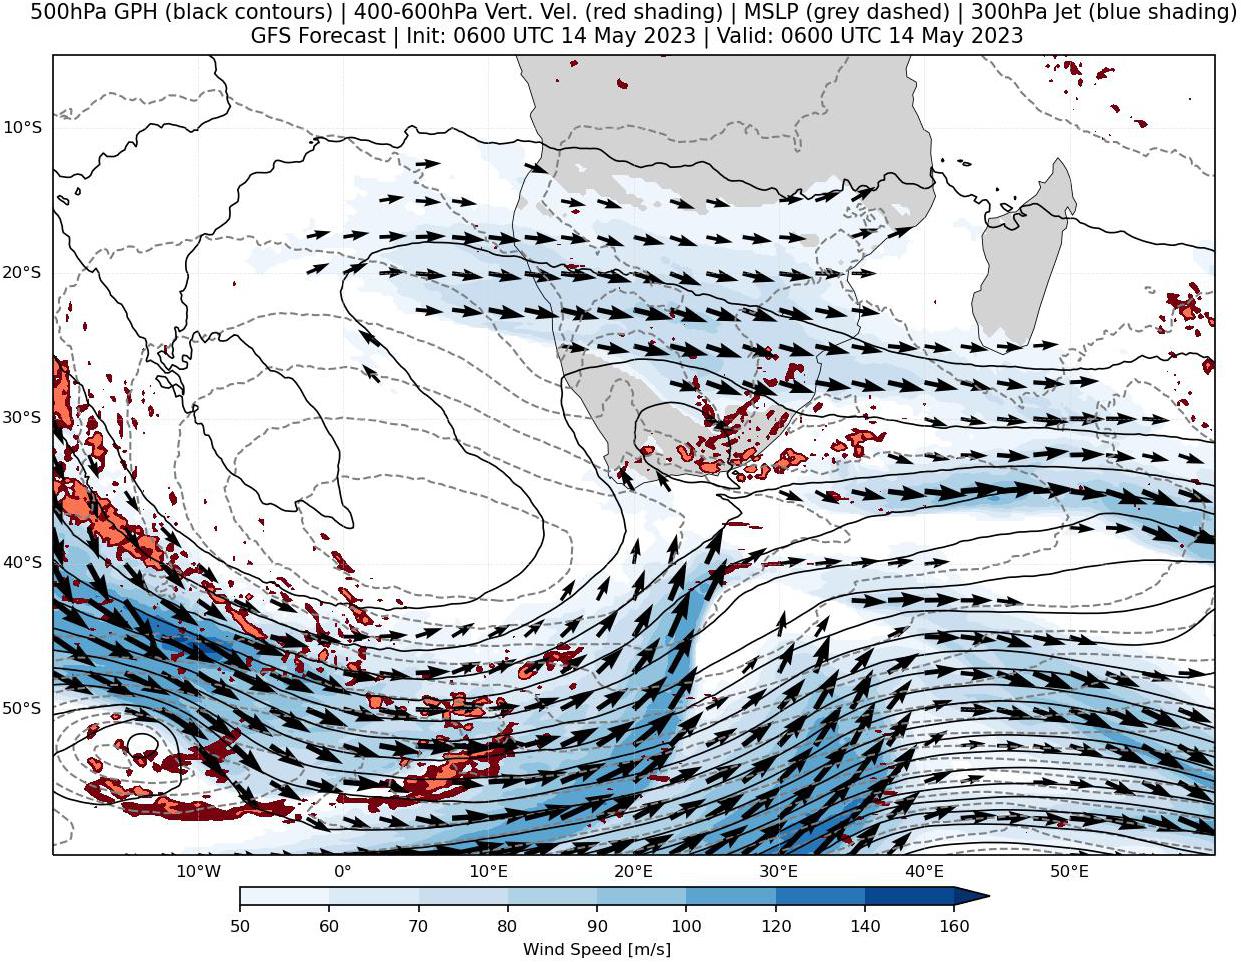 500hPa GPH (black contours) | 400-600hPa Vert. Vel. (red shading) | MSLP (grey dashed) | 300hPa Jet (blue shading)
GFS Forecast | Init: 0600 UTC 14 May 2023 | Valid: 0600 UTC 14 May 2023
10°S
20°S
30°S
40°S
50°S
10°W 0° 10°E 20°E 30°E 40°E 50°E
50 60 70 80 90 100 120 140 160
Wind Speed [m/s]